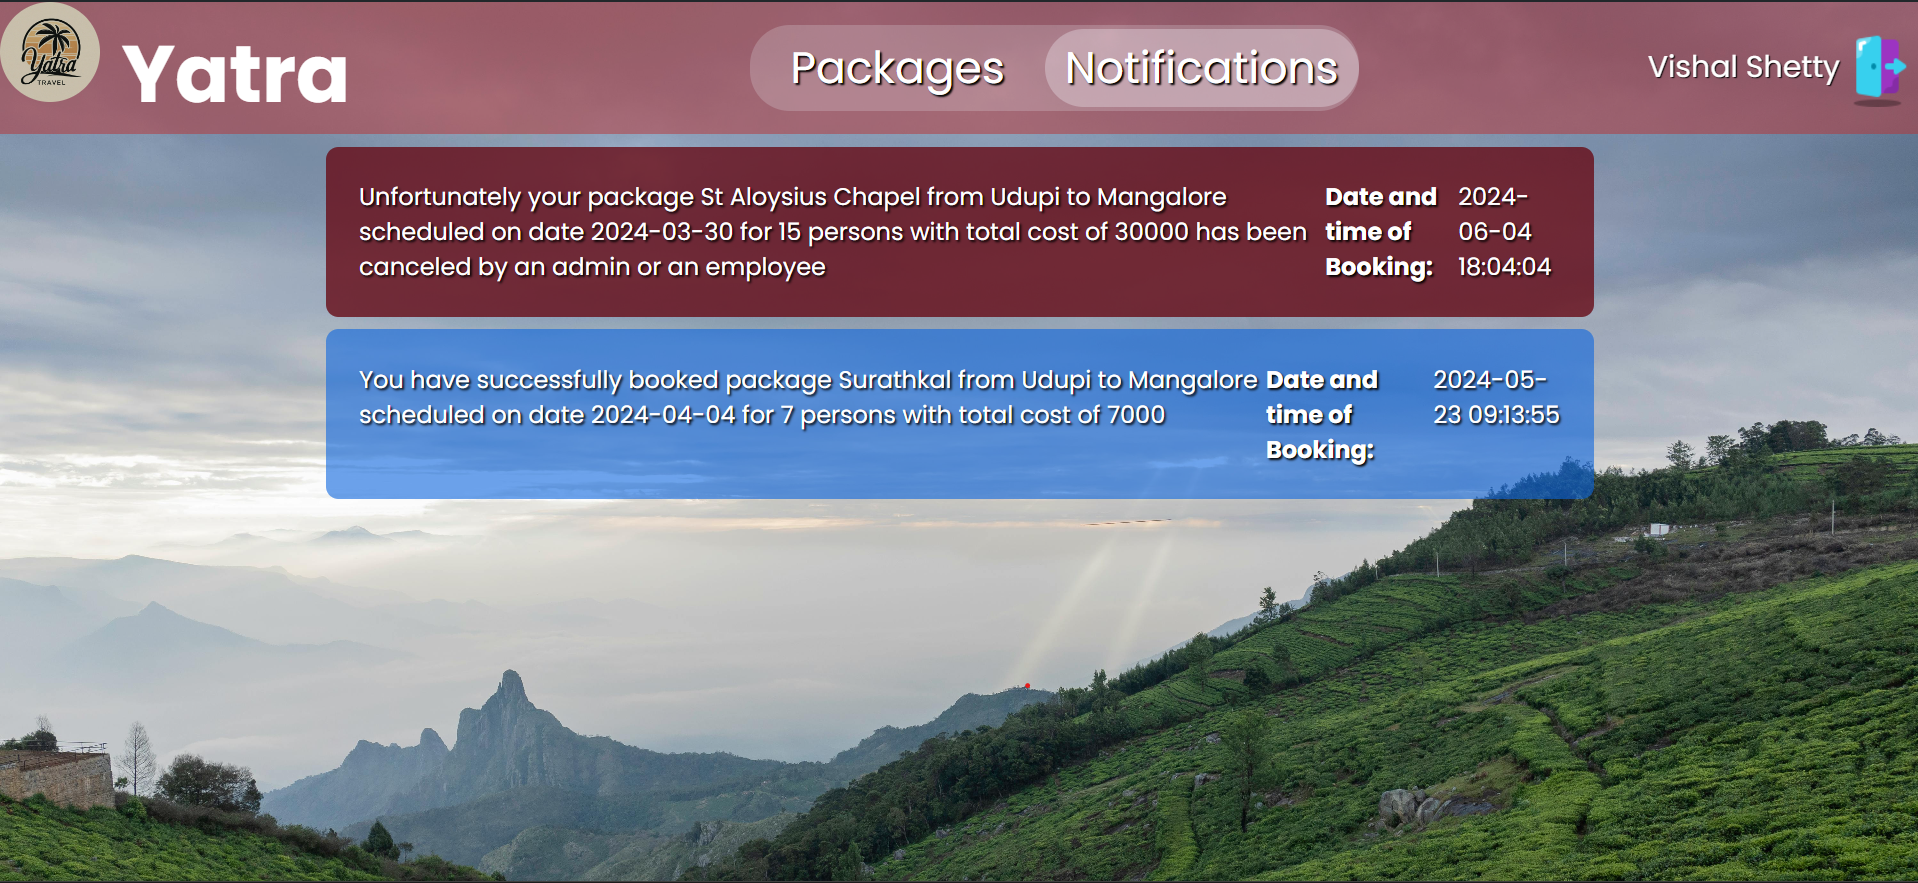 Yatra
TRAVEL
Yatra
Packages
Notifications
Vishal Shetty
Unfortunately your package St Aloysius Chapel from Udupi to Mangalore
scheduled on date 2024-03-30 for 15 persons with total cost of 30000 has been
canceled by an admin or an employee
Date and
time of
Booking:
2024-
06-04
18:04:04
You have successfully booked package Surathkal from Udupi to Mangalore
scheduled on date 2024-04-04 for 7 persons with total cost of 7000
Date and
time of
Booking:
2024-05-
23 09:13:55